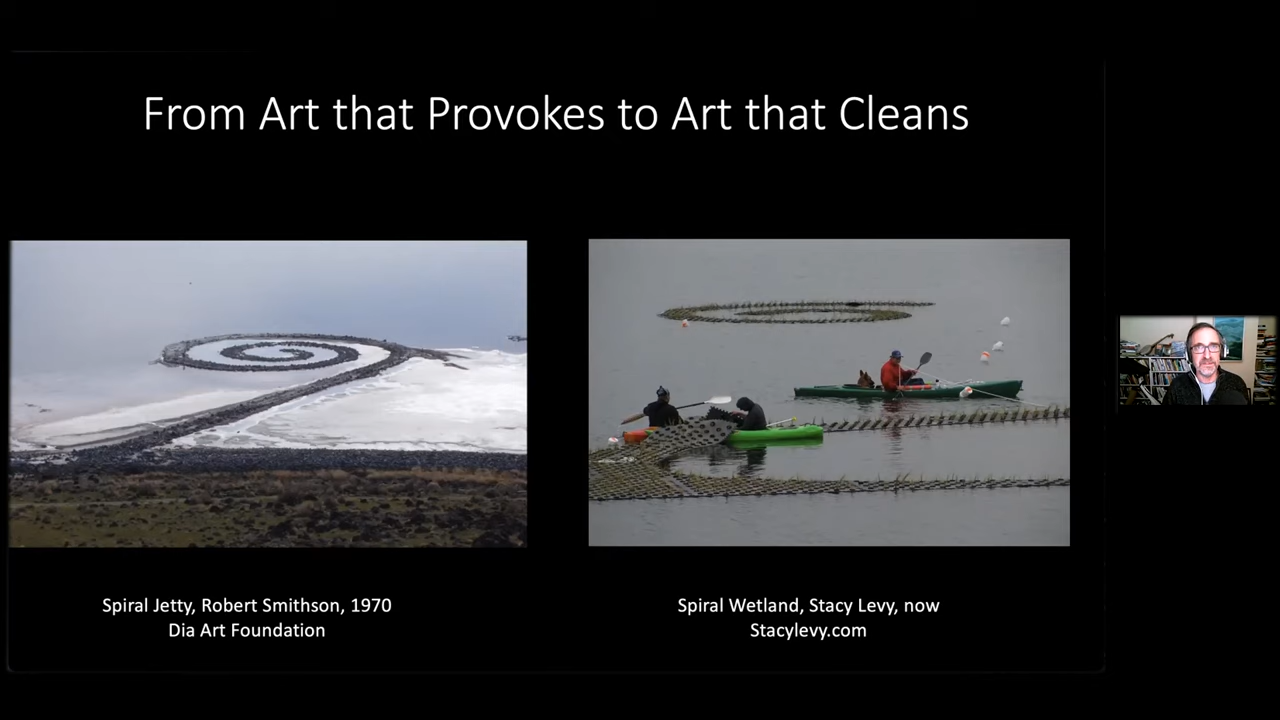 From Art that Provokes to Art that Cleans
Spiral Jetty, Robert Smithson, 1970
Dia Art Foundation
Spiral Wetland, Stacy Levy, now
Stacylevy.com